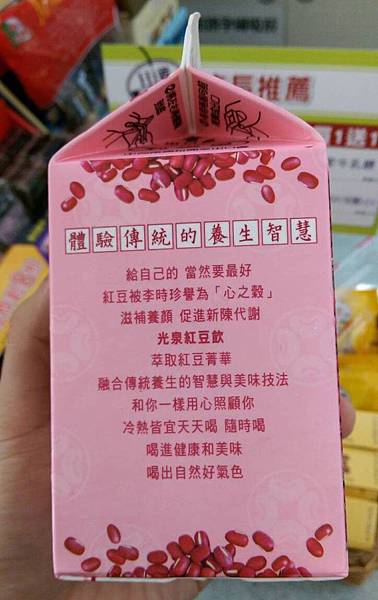 長推薦
體驗傳統的養生智慧
給自己的 當然要最好
紅豆被李時珍譽為「心之穀」
滋補養顏 促進新陳代謝
光泉紅豆飲
萃取紅豆菁華
融合傳統養生的智慧與美味技法
和你一樣用心照顧你
冷熱皆宜天天喝 隨時喝
喝進健康和美味
喝出自然好氣色